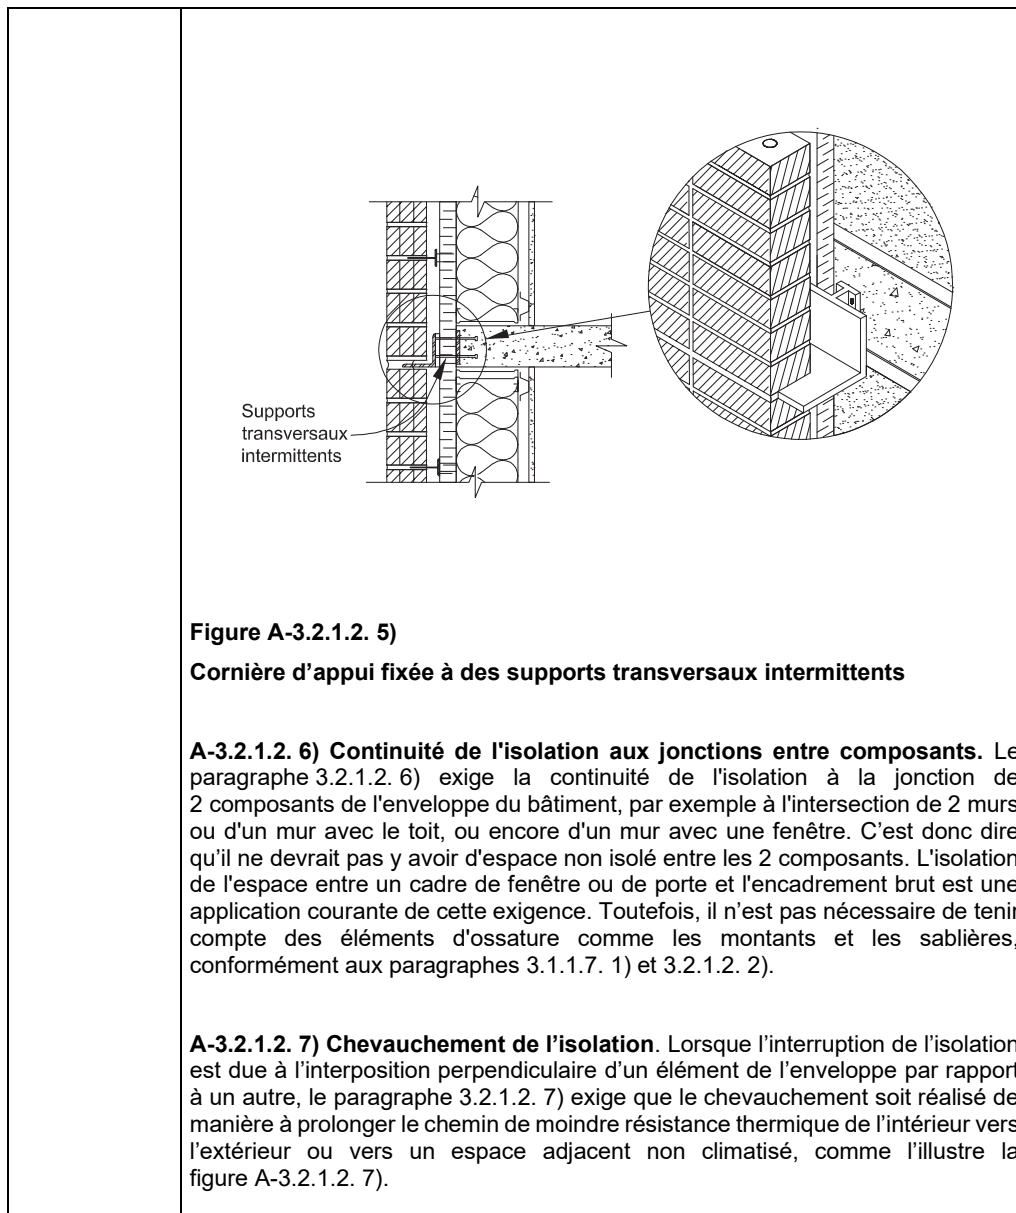 Supports
transversaux
intermittents
Figure A-3.2.1.2. 5)
Cornière d’appui fixée à des supports transversaux intermittents
A-3.2.1.2. 6) Continuité de l'isolation aux jonctions entre composants. Le
paragraphe 3.2.1.2. 6) exige la continuité de l'isolation à la jonction de
2 composants de l'enveloppe du bâtiment, par exemple à l'intersection de 2 murs
ou d'un mur avec le toit, ou encore d'un mur avec une fenêtre. C’est donc dire
qu’il ne devrait pas y avoir d'espace non isolé entre les 2 composants. L'isolation
de l'espace entre un cadre de fenêtre ou de porte et l'encadrement brut est une
application courante de cette exigence. Toutefois, il n’est pas nécessaire de tenir
compte des éléments d'ossature comme les montants et les sablières,
conformément aux paragraphes 3.1.1.7. 1) et 3.2.1.2. 2).
A-3.2.1.2. 7) Chevauchement de l’isolation. Lorsque l’interruption de l’isolation
est due à l’interposition perpendiculaire d’un élément de l’enveloppe par rapport
à un autre, le paragraphe 3.2.1.2. 7) exige que le chevauchement soit réalisé de
manière à prolonger le chemin de moindre résistance thermique de l’intérieur vers
l’extérieur ou vers un espace adjacent non climatisé, comme l’illustre la
figure A-3.2.1.2. 7).